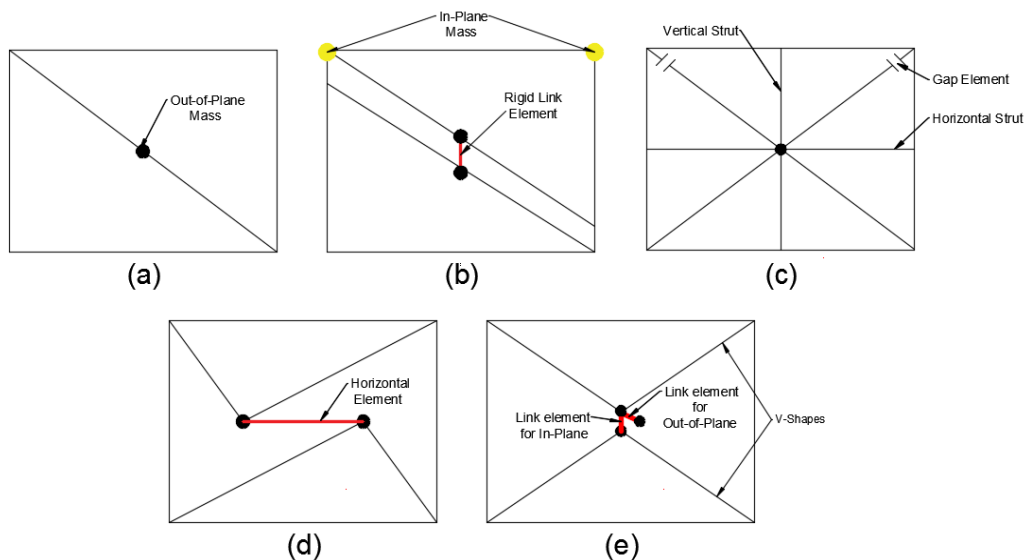 Out-of-Plane
Mass
(a)
In-Plane
Mass
Rigid Link
Element
(b)
Vertical Strut
Gap Element
Horizontal Strut
(c)
Horizontal
Element
(d)
Link element
for In-Plane
Link element
for
Out-of-Plane
V-Shapes
(e)